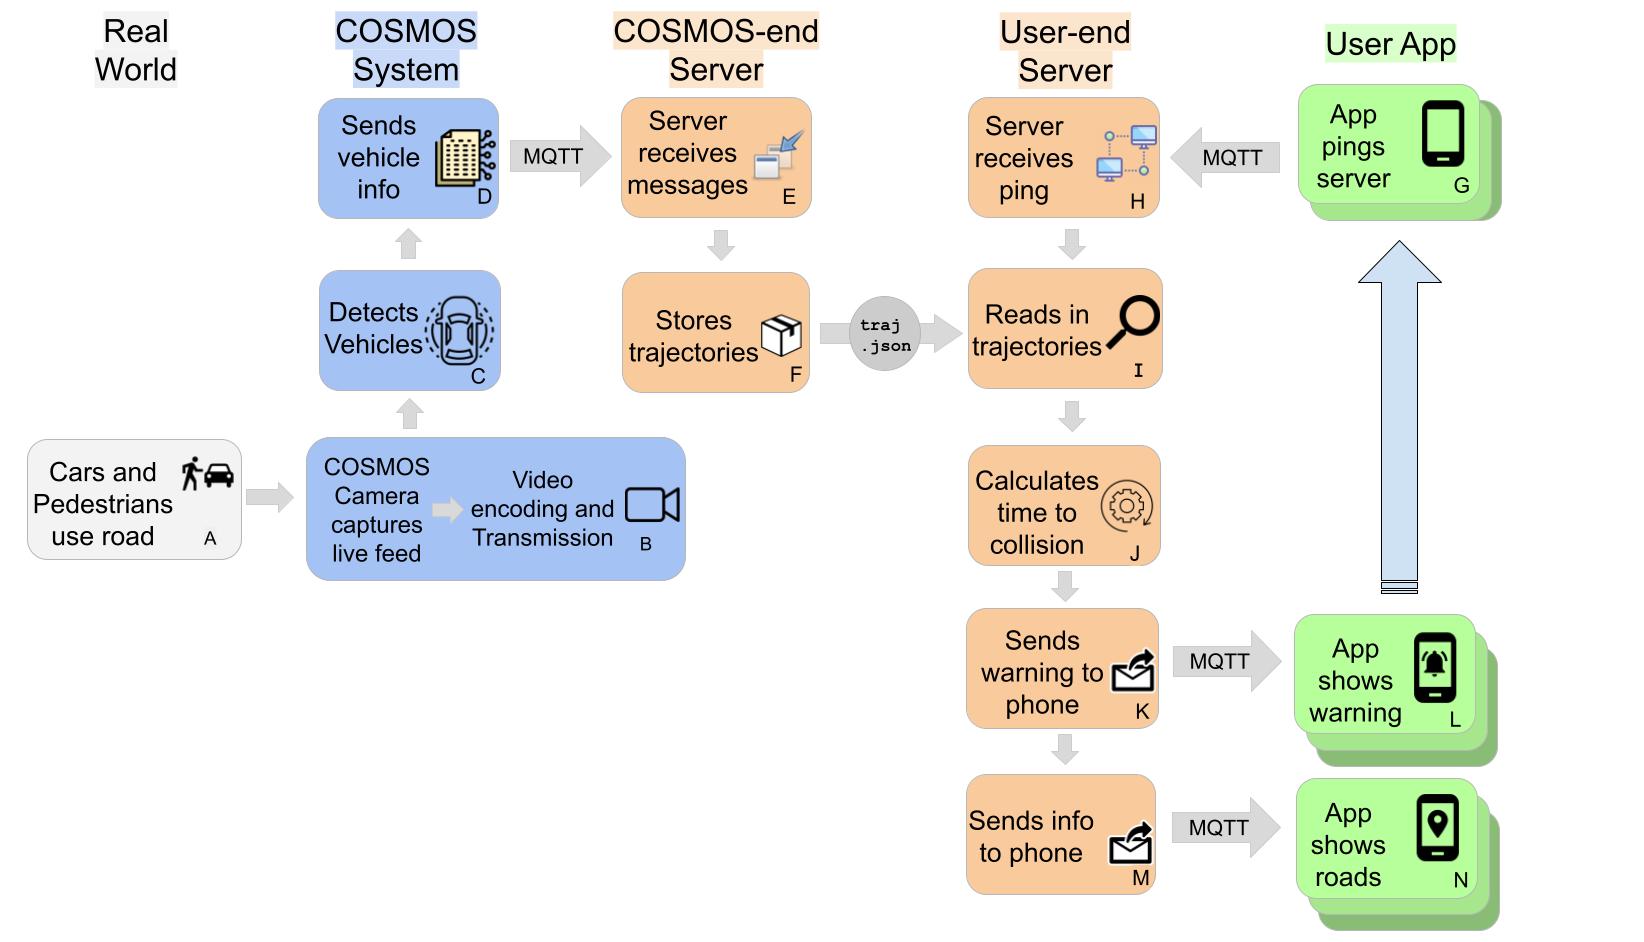 Real
World
COSMOS
System
COSMOS-end
Server
User-end
Server
User App
Sends
vehicle
info
D
MQTT
Server
receives
messages
E
Server
receives
ping
H
MQTT
App
pings
server
G
Detects
Vehicles
C
Stores
trajectories
F
traj
.json
Reads in
trajectories
I
Cars and
Pedestrians
use road
A
COSMOS
Camera
captures
live feed
Video
encoding and
Transmission
B
Calculates
time to
collision
J
Sends
warning to
phone
K
MQTT
App
shows
warning
L
Sends info
to phone
M
MQTT
App
shows
roads
N